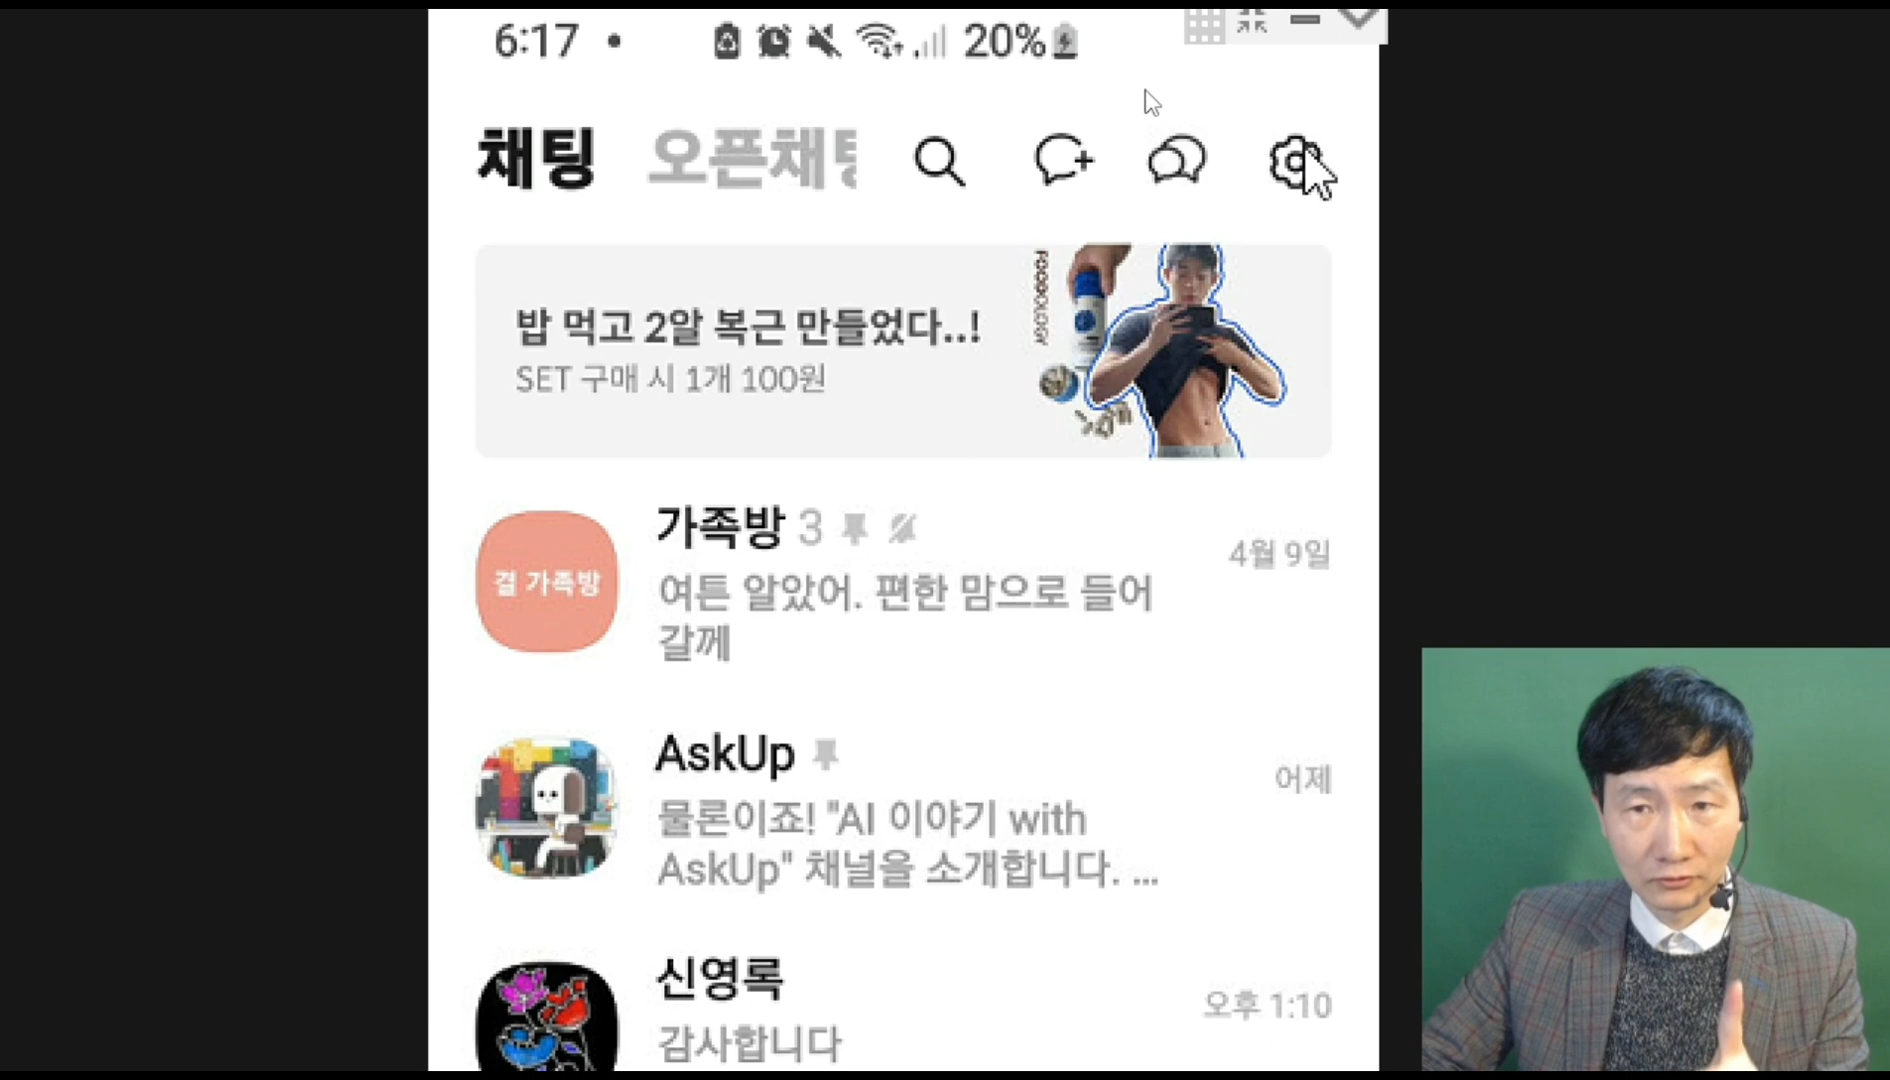 6:17
20%
채팅 오픈채팅
밥 먹고 2알 복근 만들었다..!
SET 구매 시 1개 100원
FOODOLOGY
가족방 3
4월 9일
결 가족방
여튼 알았어. 편한 맘으로 들어
갈께
AskUp
어제
물론이죠! "AI 이야기 with
AskUp" 채널을 소개합니다. ...
신영록
오후 1:10
감사합니다